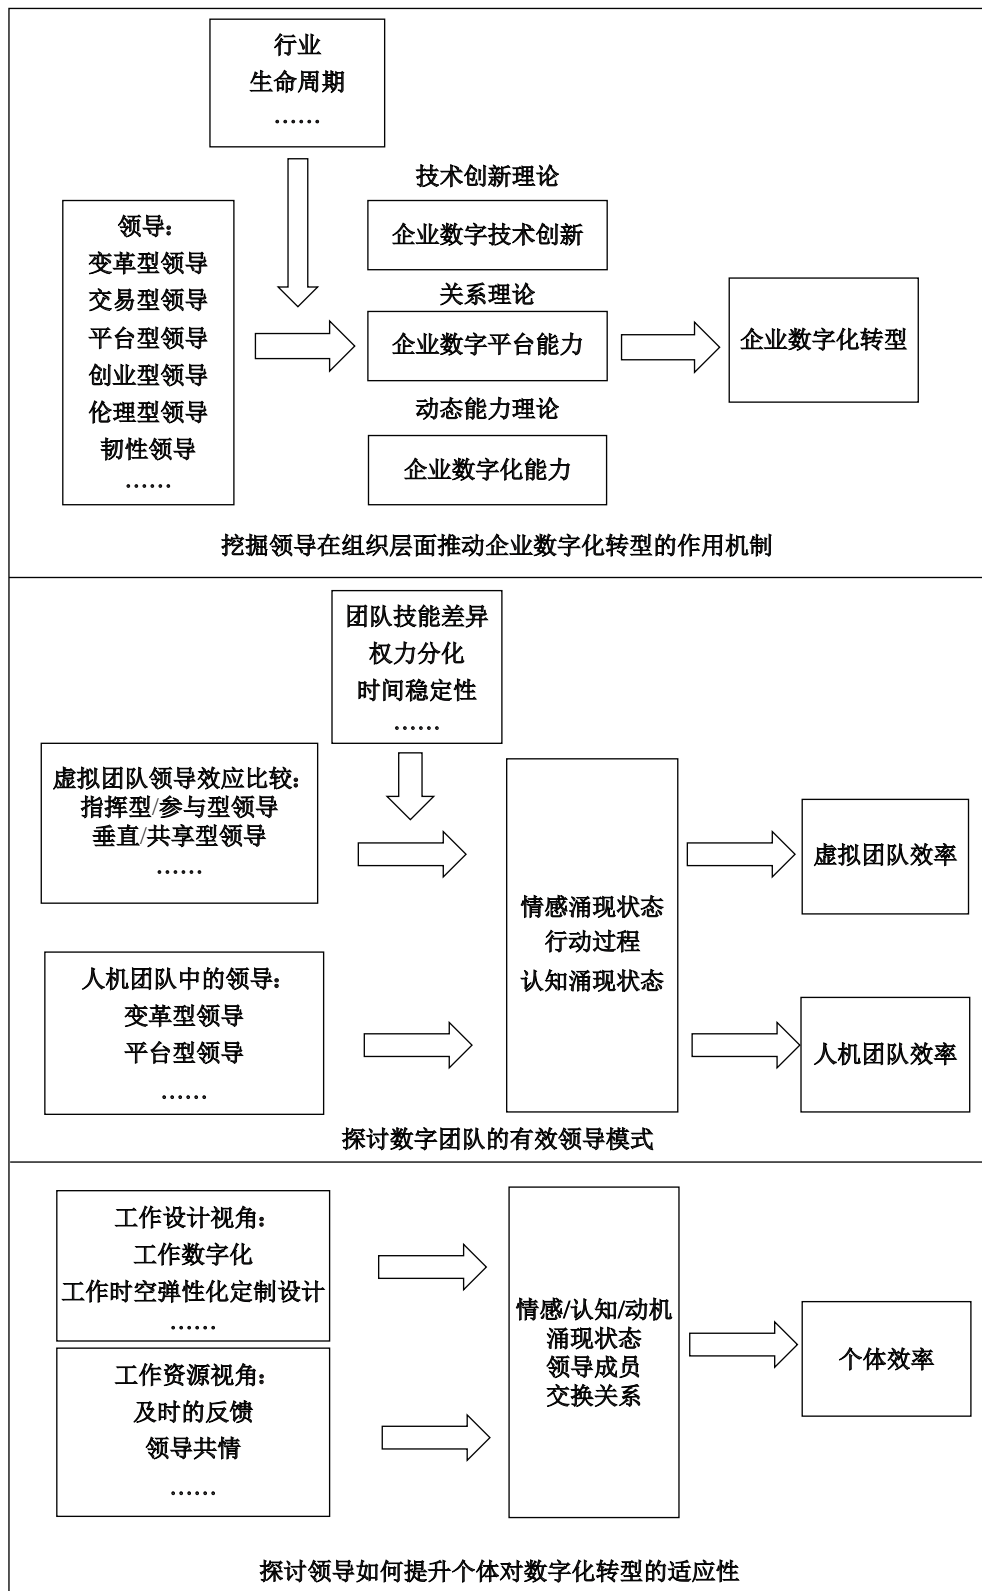 行业
生命周期
……
技术创新理论
领导：
变革型领导
交易型领导
平台型领导
创业型领导
伦理型领导
韧性领导
……
企业数字技术创新
关系理论
企业数字平台能力
动态能力理论
企业数字化能力
企业数字化转型
挖掘领导在组织层面推动企业数字化转型的作用机制
团队技能差异
权力分化
时间稳定性
……
虚拟团队领导效应比较：
指挥型/参与型领导
垂直/共享型领导
……
人机团队中的领导：
变革型领导
平台型领导
……
情感涌现状态
行动过程
认知涌现状态
虚拟团队效率
人机团队效率
探讨数字团队的有效领导模式
工作设计视角：
工作数字化
工作时空弹性化定制设计
……
工作资源视角：
及时的反馈
领导共情
……
情感/认知/动机
涌现状态
领导成员
交换关系
个体效率
探讨领导如何提升个体对数字化转型的适应性